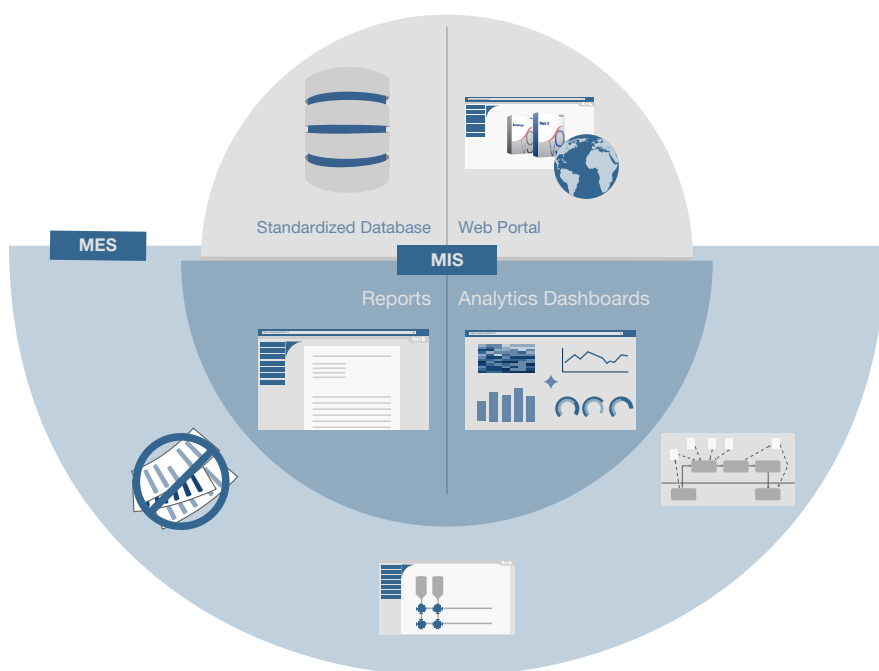 Standardized Database
Web Portal
MES
MIS
Reports
Analytics Dashboards